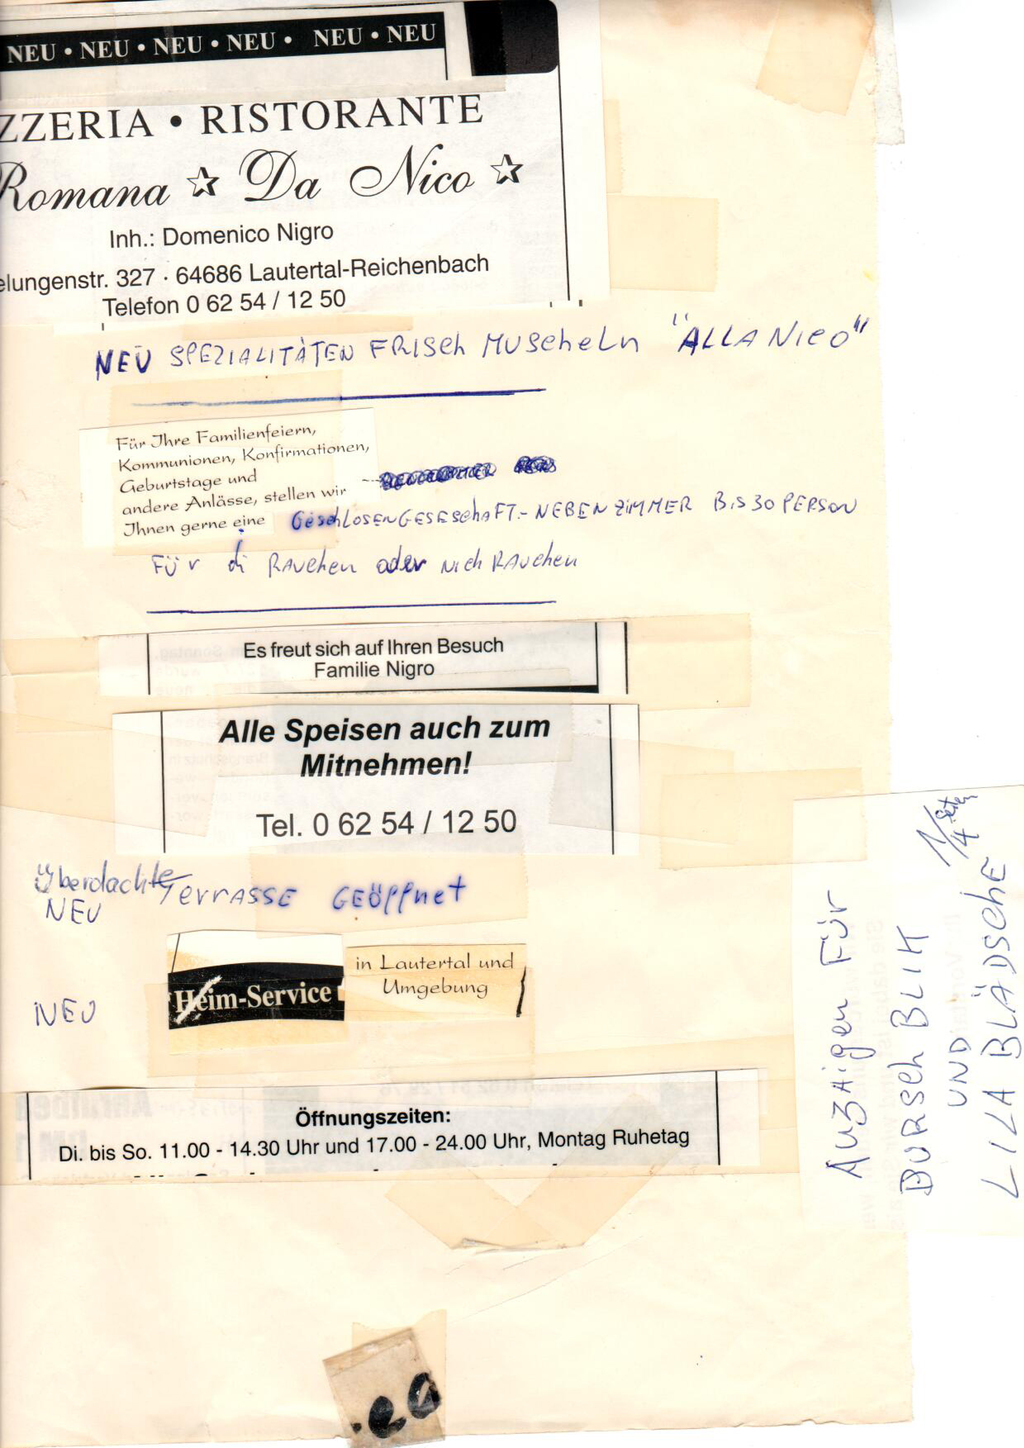 NEU • NEU • NEU • NEU • NEU • NEU
ZZERIA • RISTORANTE
Romana ☆ Da Nico ☆
Inh.: Domenico Nigro
elungenstr. 327 · 64686 Lautertal-Reichenbach
Telefon 0 62 54 / 12 50
NEU SPEZIALITÄTEN FRISCH MUSCHELN "ALLA NICO"
Für Ihre Familienfeiern,
Kommunionen, Konfirmationen,
Geburtstage und
andere Anlässe, stellen wir
Ihnen gerne eine GESCHLOSENGESESCHAFT.- NEBENZIMMER BIS 30 PERSON
FÜR di RAUCHEN oder NICH RAUCHEN
Es freut sich auf Ihren Besuch
Familie Nigro
Alle Speisen auch zum
Mitnehmen!
Tel. 0 62 54 / 12 50
überdachte TERRASSE GEÖFFNET
NEU
NEU
Heim-Service
in Lautertal und
Umgebung
Öffnungszeiten:
Di. bis So. 11.00 - 14.30 Uhr und 17.00 - 24.00 Uhr, Montag Ruhetag
AUZAIGEN FÜR
BURSCH BLIK
UND
LILA BLÄDSCHE
1/4